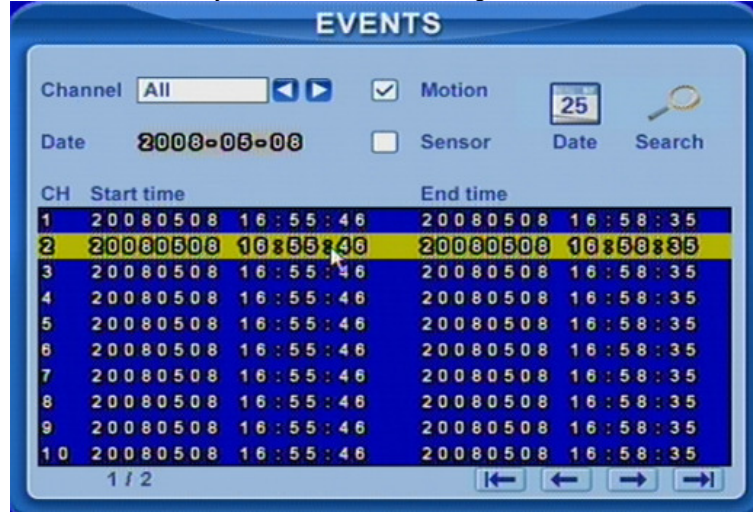 EVENTS
Channel All Motion 25
Date 2008-05-08 Sensor Date Search
CH Start time End time
1 20080508 16:55:46 20080508 16:58:35
2 20080508 16:55:46 20080508 16:58:35
3 20080508 16:55:46 20080508 16:58:35
4 20080508 16:55:46 20080508 16:58:35
5 20080508 16:55:46 20080508 16:58:35
6 20080508 16:55:46 20080508 16:58:35
7 20080508 16:55:46 20080508 16:58:35
8 20080508 16:55:46 20080508 16:58:35
9 20080508 16:55:46 20080508 16:58:35
10 20080508 16:55:46 20080508 16:58:35
1 / 2